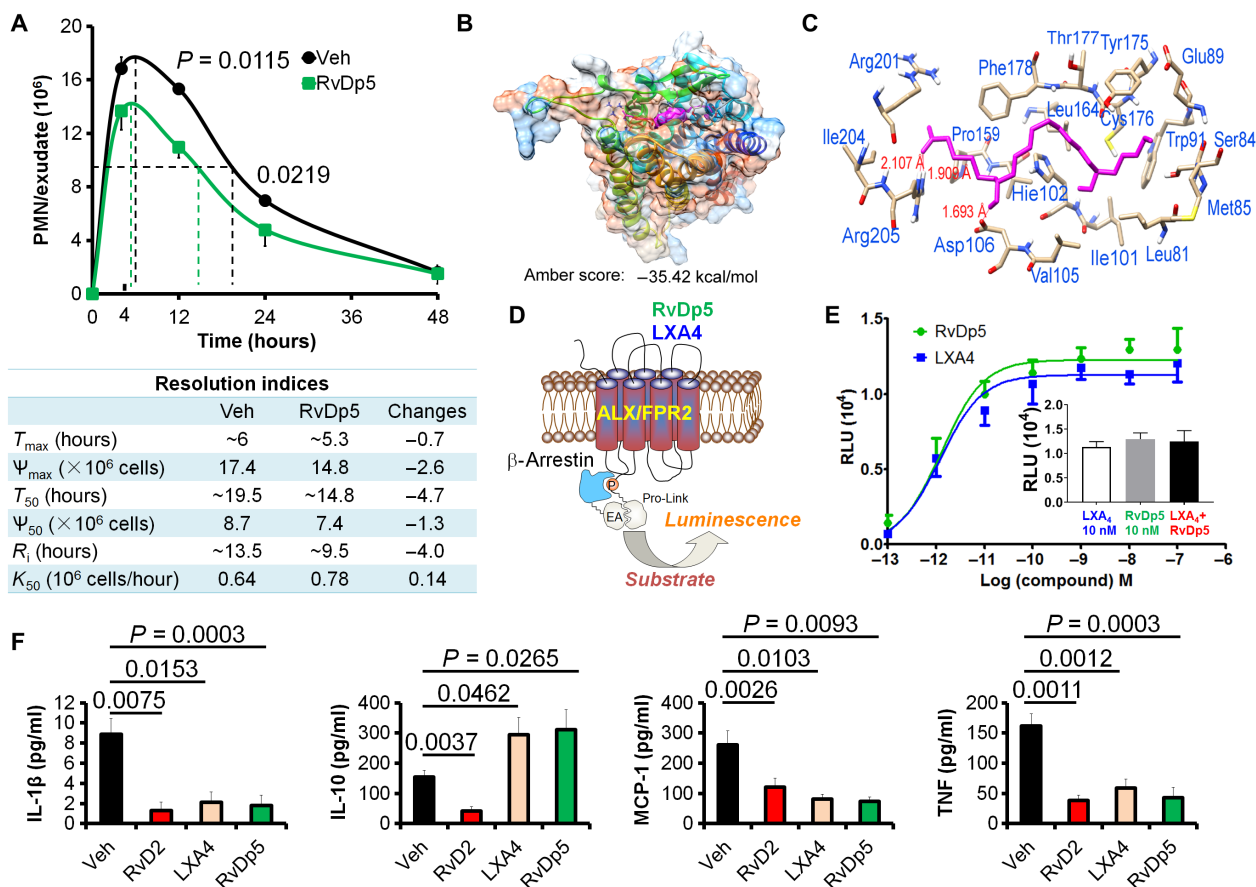 A
20
16
12
8
4
0
PMN/exudate (10⁶)
P = 0.0115
Veh
RvDp5
0.0219
0
4
12
24
36
48
Time (hours)
Resolution indices
Veh RvDp5 Changes
Tmax (hours) ~6 ~5.3 –0.7
Ψmax (×10⁶ cells) 17.4 14.8 –2.6
T50 (hours) ~19.5 ~14.8 –4.7
Ψ50 (×10⁶ cells) 8.7 7.4 –1.3
Ri (hours) ~13.5 ~9.5 –4.0
K50 (10⁶ cells/hour) 0.64 0.78 0.14
B
Amber score: –35.42 kcal/mol
C
Thr177
Tyr175
Glu89
Arg201
Phe178
Leu164
Cys176
Ile204
Pro159
Trp91
Ser84
2.107 Å
1.908 Å
Hie102
1.693 Å
Met85
Arg205
Asp106
Val105
Ile101
Leu81
D
RvDp5
LXA4
ALX/FPR2
β-Arrestin
P
Pro-Link
EA
Luminescence
Substrate
E
RvDp5
LXA4
RLU (10⁴)
1.5
1.0
0.5
0.0
–13
–12
–11
–10
–9
–8
–7
–6
Log (compound) M
RLU (10⁴)
2.0
1.5
1.0
0.5
0.0
LXA₄
10 nM
RvDp5
10 nM
LXA₄+
RvDp5
F
P = 0.0003
0.0153
0.0075
IL-1β (pg/ml)
12
10
8
6
4
2
0
Veh
RvD2
LXA4
RvDp5
P = 0.0265
0.0462
0.0037
IL-10 (pg/ml)
400
300
200
100
0
Veh
RvD2
LXA4
RvDp5
P = 0.0093
0.0103
0.0026
MCP-1 (pg/ml)
400
300
200
100
0
Veh
RvD2
LXA4
RvDp5
P = 0.0003
0.0012
0.0011
TNF (pg/ml)
200
150
100
50
0
Veh
RvD2
LXA4
RvDp5